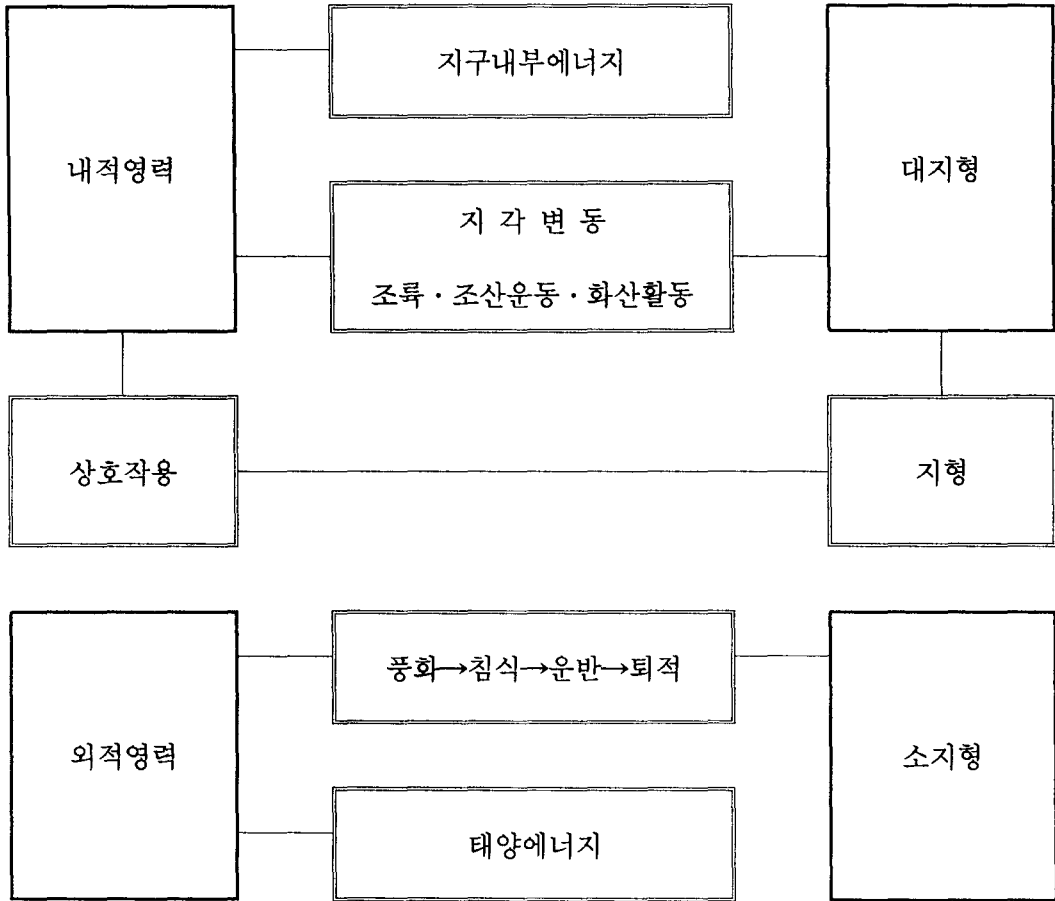 지구내부에너지
내적영력
대지형
지 각 변 동
조륙·조산운동·화산활동
상호작용
지형
풍화→침식→운반→퇴적
외적영력
소지형
태양에너지